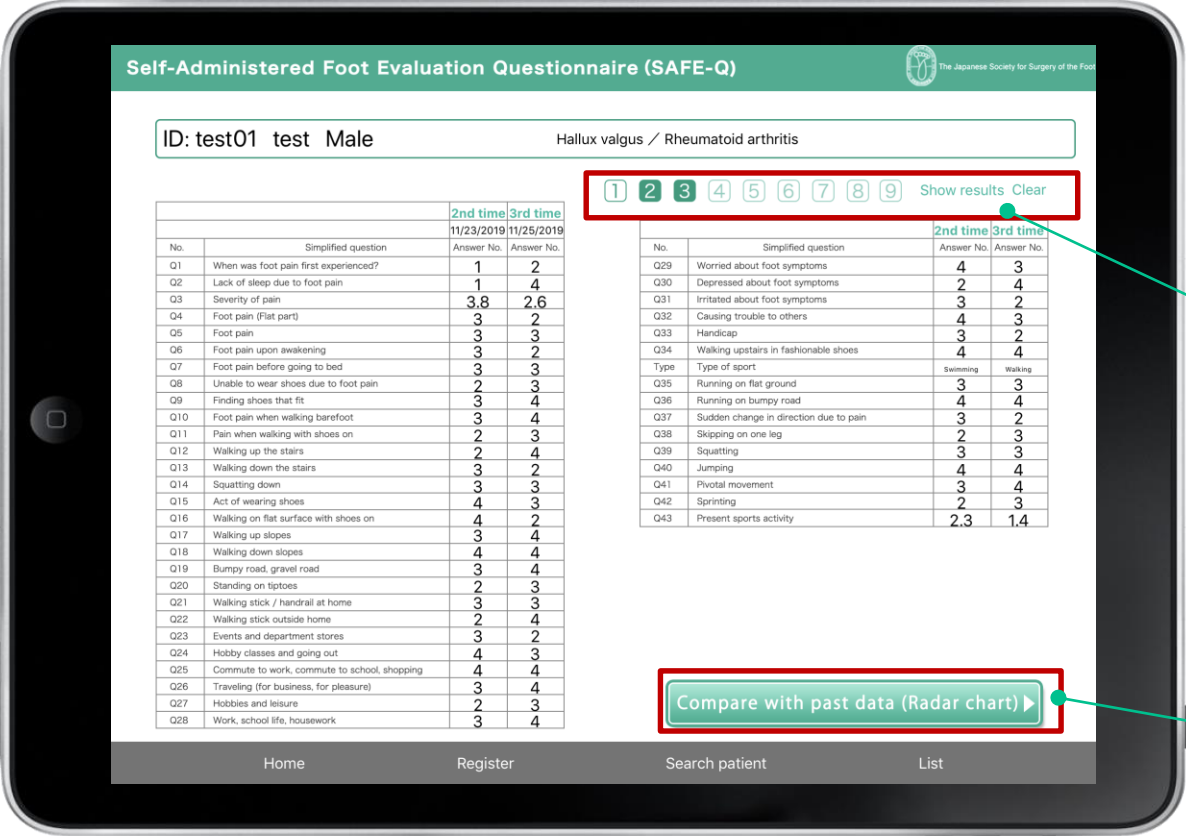 Self-Administered Foot Evaluation Questionnaire (SAFE-Q)
The Japanese Society for Surgery of the Foot
ID: test01 test Male Hallux valgus / Rheumatoid arthritis
1 2 3 4 5 6 7 8 9 Show results Clear
2nd time 3rd time
11/23/2019 11/25/2019
No. Simplified question Answer No. Answer No.
Q1 When was foot pain first experienced? 1 2
Q2 Lack of sleep due to foot pain 1 4
Q3 Severity of pain 3.8 2.6
Q4 Foot pain (Flat part) 3 2
Q5 Foot pain 3 3
Q6 Foot pain upon awakening 3 2
Q7 Foot pain before going to bed 3 3
Q8 Unable to wear shoes due to foot pain 2 3
Q9 Finding shoes that fit 3 4
Q10 Foot pain when walking barefoot 3 4
Q11 Pain when walking with shoes on 2 3
Q12 Walking up the stairs 2 4
Q13 Walking down the stairs 3 2
Q14 Squatting down 3 3
Q15 Act of wearing shoes 4 3
Q16 Walking on flat surface with shoes on 4 2
Q17 Walking up slopes 3 4
Q18 Walking down slopes 4 4
Q19 Bumpy road, gravel road 3 4
Q20 Standing on tiptoes 2 3
Q21 Walking stick / handrail at home 3 3
Q22 Walking stick outside home 2 4
Q23 Events and department stores 3 2
Q24 Hobby classes and going out 4 3
Q25 Commute to work, commute to school, shopping 4 4
Q26 Traveling (for business, for pleasure) 3 4
Q27 Hobbies and leisure 2 3
Q28 Work, school life, housework 3 4
2nd time 3rd time
No. Simplified question Answer No. Answer No.
Q29 Worried about foot symptoms 4 3
Q30 Depressed about foot symptoms 2 4
Q31 Irritated about foot symptoms 3 2
Q32 Causing trouble to others 4 3
Q33 Handicap 3 2
Q34 Walking upstairs in fashionable shoes 4 4
Type Type of sport Swimming Walking
Q35 Running on flat ground 3 3
Q36 Running on bumpy road 4 4
Q37 Sudden change in direction due to pain 3 2
Q38 Skipping on one leg 2 3
Q39 Squatting 3 3
Q40 Jumping 4 4
Q41 Pivotal movement 3 4
Q42 Sprinting 2 3
Q43 Present sports activity 2.3 1.4
Compare with past data (Radar chart)
Home Register Search patient List